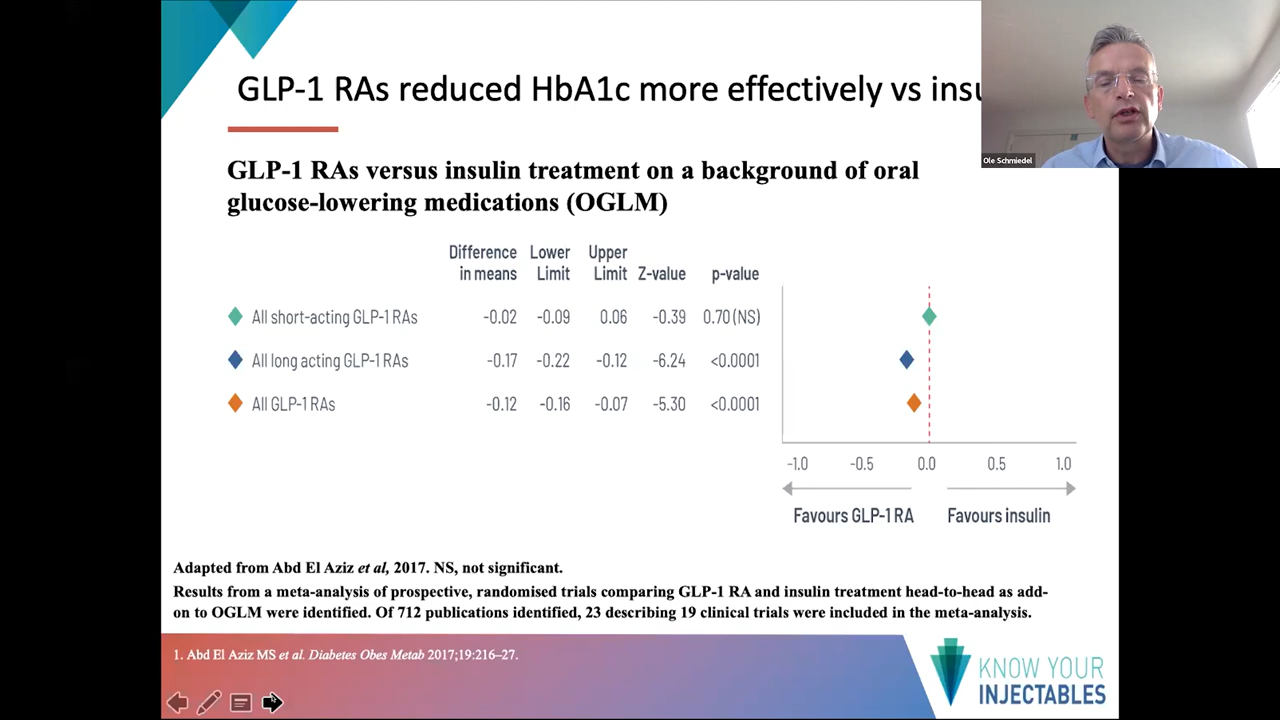 GLP-1 RAs reduced HbA1c more effectively vs
Ole Schmiedel
GLP-1 RAs versus insulin treatment on a background of oral
glucose-lowering medications (OGLM)
Difference Lower Upper
in means Limit Limit Z-value p-value
All short-acting GLP-1 RAs -0.02 -0.09 0.06 -0.39 0.70 (NS)
All long acting GLP-1 RAs -0.17 -0.22 -0.12 -6.24 <0.0001
All GLP-1 RAs -0.12 -0.16 -0.07 -5.30 <0.0001
-1.0 -0.5 0.0 0.5 1.0
Favours GLP-1 RA Favours insulin
Adapted from Abd El Aziz et al, 2017. NS, not significant.
Results from a meta-analysis of prospective, randomised trials comparing GLP-1 RA and insulin treatment head-to-head as add-
on to OGLM were identified. Of 712 publications identified, 23 describing 19 clinical trials were included in the meta-analysis.
1. Abd El Aziz MS et al. Diabetes Obes Metab 2017;19:216–27.
KNOW YOUR
INJECTABLES